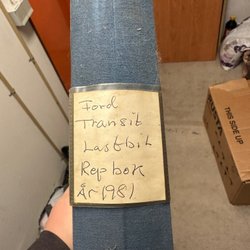 Ford
Transit
Lastbil
Rep bok
År 1981
THIS SIDE UP